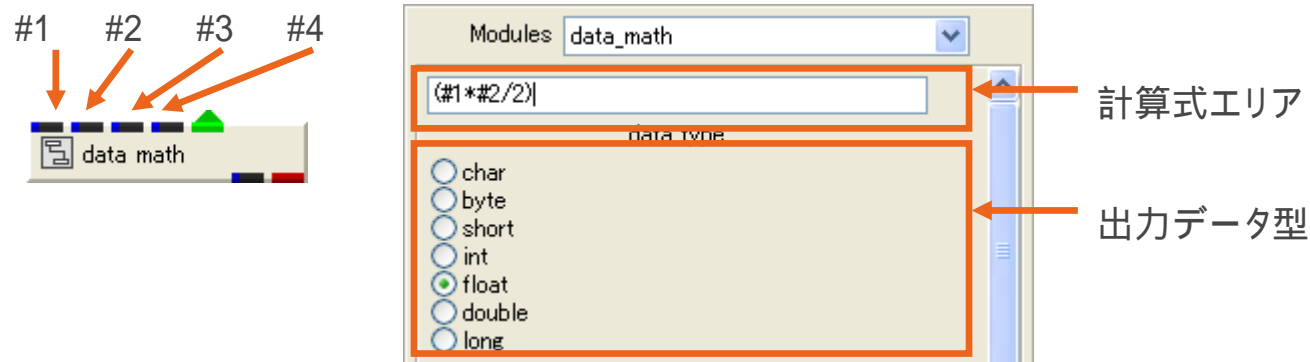 #1 #2 #3 #4
data math
Modules data_math
(#1*#2/2)
data type
char
byte
short
int
float
double
long
計算式エリア
出力データ型